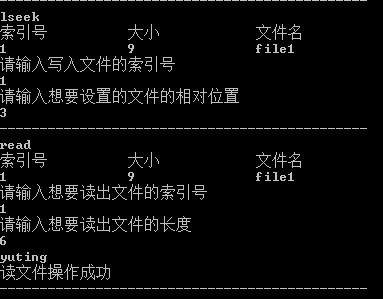 lseek
索引号 大小 文件名
1 9 file1
请输入写入文件的索引号
1
请输入想要设置的文件的相对位置
3
read
索引号 大小 文件名
1 9 file1
请输入想要读出文件的索引号
1
请输入想要读出文件的长度
6
yuting
读文件操作成功